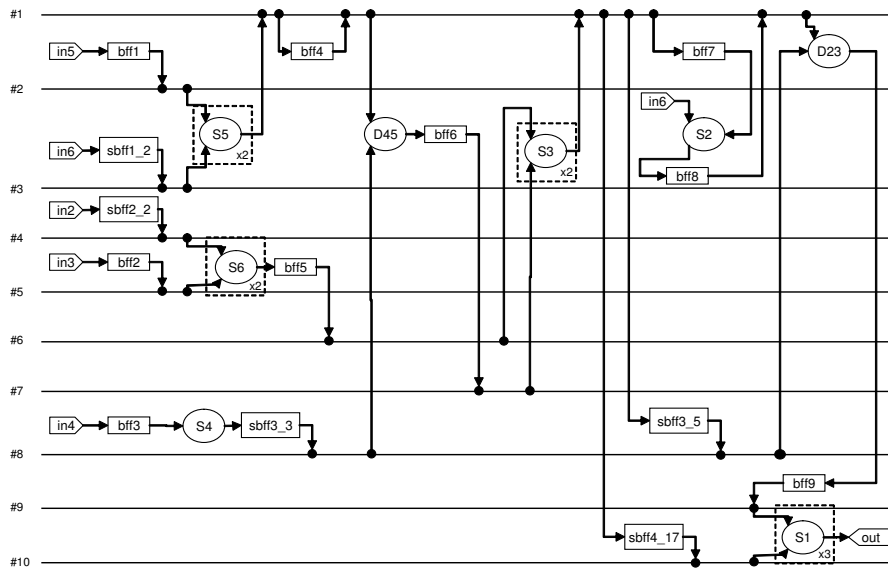 #1
in5 bff1 bff4 bff7 D23
#2
in6
S5 D45 bff6 S3 S2
in6 sbff1_2 x2 x2 bff8
#3
in2 sbff2_2
#4
in3 bff2 S6 bff5
x2
#5
#6
#7
in4 bff3 S4 sbff3_3 sbff3_5
#8
bff9
#9
sbff4_17 S1 out
x3
#10